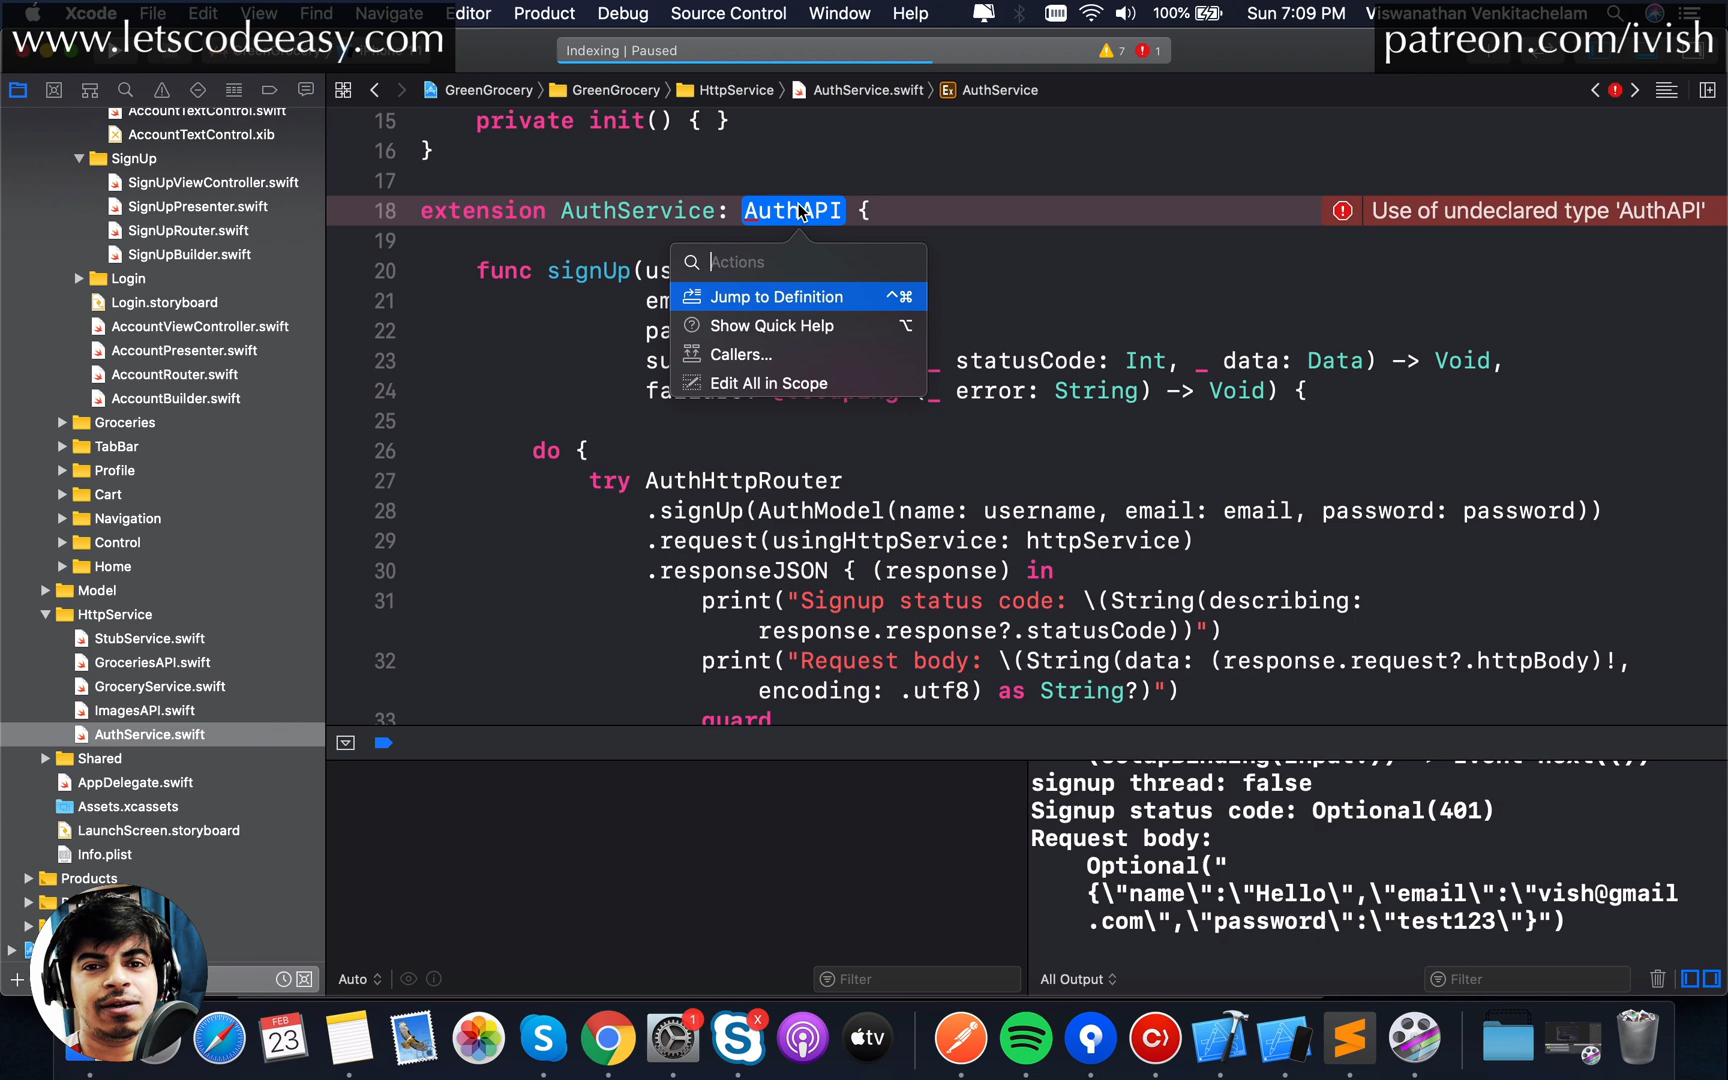 Xcode File Edit View Find Navigate Editor Product Debug Source Control Window Help 100% Sun 7:09 PM Viswanathan Venkitachelam
www.letscodeeasy.com
patreon.com/ivish
Indexing | Paused 7 1
GreenGrocery GreenGrocery HttpService AuthService.swift Ex AuthService
AccountTextControl.swift
AccountTextControl.xib
SignUp
SignUpViewController.swift
SignUpPresenter.swift
SignUpRouter.swift
SignUpBuilder.swift
Login
Login.storyboard
AccountViewController.swift
AccountPresenter.swift
AccountRouter.swift
AccountBuilder.swift
Groceries
TabBar
Profile
Cart
Navigation
Control
Home
Model
HttpService
StubService.swift
GroceriesAPI.swift
GroceryService.swift
ImagesAPI.swift
AuthService.swift
Shared
AppDelegate.swift
Assets.xcassets
LaunchScreen.storyboard
Info.plist
Products
15 private init() { }
16 }
17
18 extension AuthService: AuthAPI { Use of undeclared type 'AuthAPI'
19
Actions
Jump to Definition ^⌘
Show Quick Help ⌥
Callers...
Edit All in Scope
20 func signUp(us
21 em
22 pa
23 su _ statusCode: Int, _ data: Data) -> Void,
24 _ error: String) -> Void) {
25
26 do {
27 try AuthHttpRouter
28 .signUp(AuthModel(name: username, email: email, password: password))
29 .request(usingHttpService: httpService)
30 .responseJSON { (response) in
31 print("Signup status code: \(String(describing:
response.response?.statusCode))")
32 print("Request body: \(String(data: (response.request?.httpBody)!,
encoding: .utf8) as String?)")
33 guard
signup thread: false
Signup status code: Optional(401)
Request body:
Optional("
{\"name\":\"Hello\",\"email\":\"vish@gmail
.com\",\"password\":\"test123\"}")
Auto
Filter
All Output
Filter
FEB
23
1
X
tv